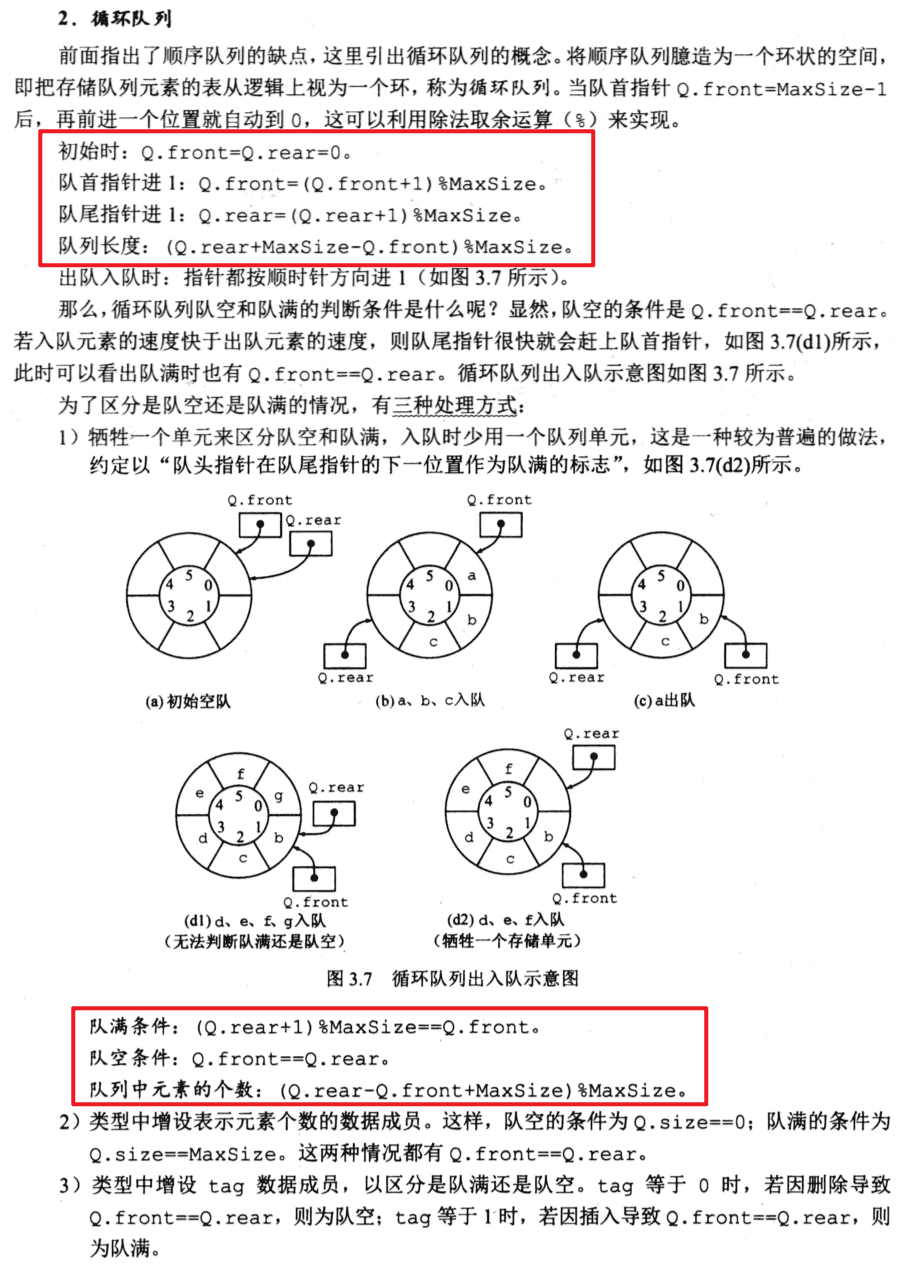 2．循环队列
前面指出了顺序队列的缺点，这里引出循环队列的概念。将顺序队列臆造为一个环状的空间，
即把存储队列元素的表从逻辑上视为一个环，称为循环队列。当队首指针 Q.front=MaxSize-1
后，再前进一个位置就自动到 0，这可以利用除法取余运算（%）来实现。
初始时：Q.front=Q.rear=0。
队首指针进 1：Q.front=(Q.front+1)%MaxSize。
队尾指针进 1：Q.rear=(Q.rear+1)%MaxSize。
队列长度：(Q.rear+MaxSize-Q.front)%MaxSize。
出队入队时：指针都按顺时针方向进 1（如图 3.7 所示）。
那么，循环队列队空和队满的判断条件是什么呢？显然，队空的条件是 Q.front==Q.rear。
若入队元素的速度快于出队元素的速度，则队尾指针很快就会赶上队首指针，如图 3.7(d1)所示，
此时可以看出队满时也有 Q.front==Q.rear。循环队列出入队示意图如图 3.7 所示。
为了区分是队空还是队满的情况，有三种处理方式：
1）牺牲一个单元来区分队空和队满，入队时少用一个队列单元，这是一种较为普遍的做法，
约定以“队头指针在队尾指针的下一位置作为队满的标志”，如图 3.7(d2)所示。
Q.front
Q.rear
4 5 0
3 2 1
(a) 初始空队
Q.front
a
4 5 0
3 2 1
b
c
Q.rear
(b) a、b、c入队
4 5 0
3 2 1
b
c
Q.rear
Q.front
(c) a出队
f
e
g
4 5 0
3 2 1
d
b
c
Q.rear
Q.front
(d1) d、e、f、g入队
（无法判断队满还是队空）
Q.rear
f
e
4 5 0
3 2 1
d
b
c
Q.front
(d2) d、e、f入队
（牺牲一个存储单元）
图 3.7 循环队列出入队示意图
队满条件：(Q.rear+1)%MaxSize==Q.front。
队空条件：Q.front==Q.rear。
队列中元素的个数：(Q.rear-Q.front+MaxSize)%MaxSize。
2）类型中增设表示元素个数的数据成员。这样，队空的条件为 Q.size==0；队满的条件为
Q.size==MaxSize。这两种情况都有 Q.front==Q.rear。
3）类型中增设 tag 数据成员，以区分是队满还是队空。tag 等于 0 时，若因删除导致
Q.front==Q.rear，则为队空；tag 等于 1 时，若因插入导致 Q.front==Q.rear，则
为队满。